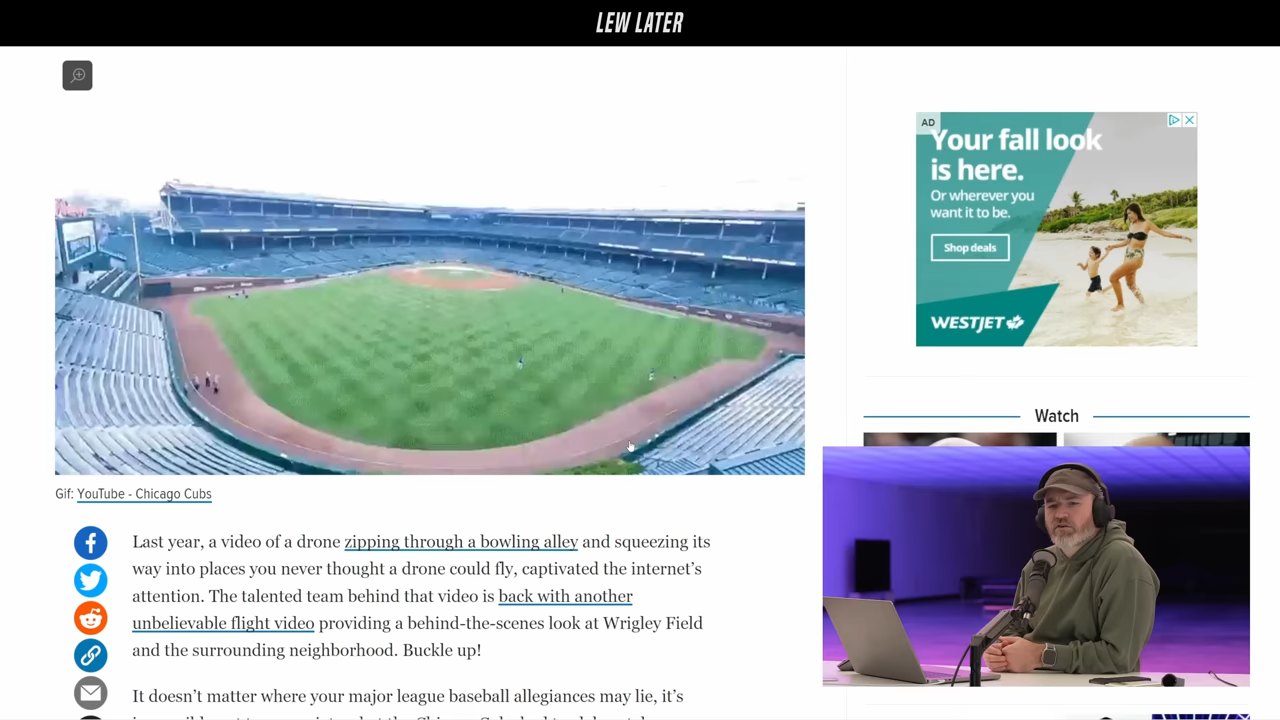 LEW LATER
AD
Your fall look
is here.
Or wherever you
want it to be.
Shop deals
WESTJET
Watch
Gif: YouTube - Chicago Cubs
Last year, a video of a drone zipping through a bowling alley and squeezing its
way into places you never thought a drone could fly, captivated the internet’s
attention. The talented team behind that video is back with another
unbelievable flight video providing a behind-the-scenes look at Wrigley Field
and the surrounding neighborhood. Buckle up!
It doesn’t matter where your major league baseball allegiances may lie, it’s